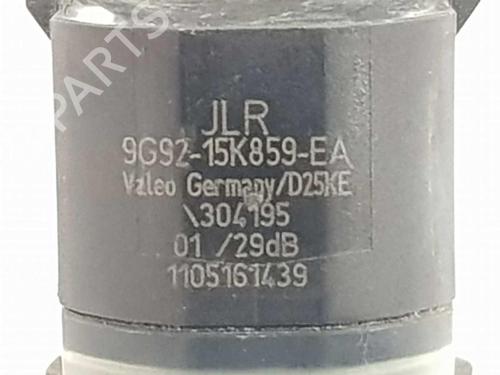 JLR
9G92-15K859-EA
Valeo Germany/D25KE
\304195
01 /29dB
1105161439
PARTS